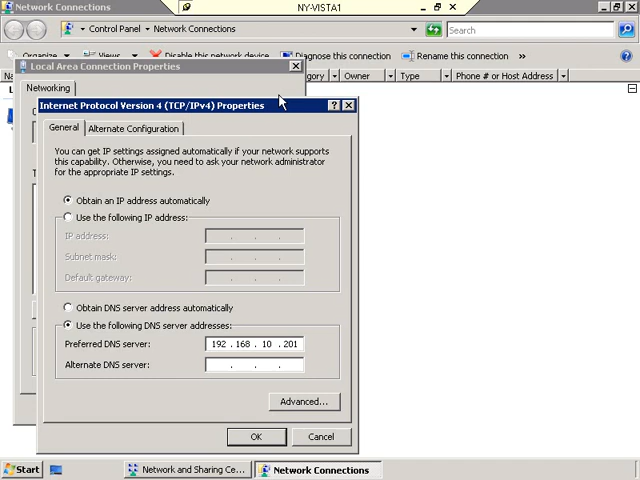 Network Connections
NY-VISTA1
Control Panel
Network Connections
Search
Organize
Views
Disable this network device
Diagnose this connection
Rename this connection
»
Local Area Connection Properties
Owner
Type
Phone # or Host Address
Networking
Internet Protocol Version 4 (TCP/IPv4) Properties
General
Alternate Configuration
You can get IP settings assigned automatically if your network supports
this capability. Otherwise, you need to ask your network administrator
for the appropriate IP settings.
Obtain an IP address automatically
Use the following IP address:
IP address:
Subnet mask:
Default gateway:
Obtain DNS server address automatically
Use the following DNS server addresses:
Preferred DNS server:
192 . 168 . 10 . 201
Alternate DNS server:
Advanced...
OK
Cancel
Start
Network and Sharing Ce...
Network Connections